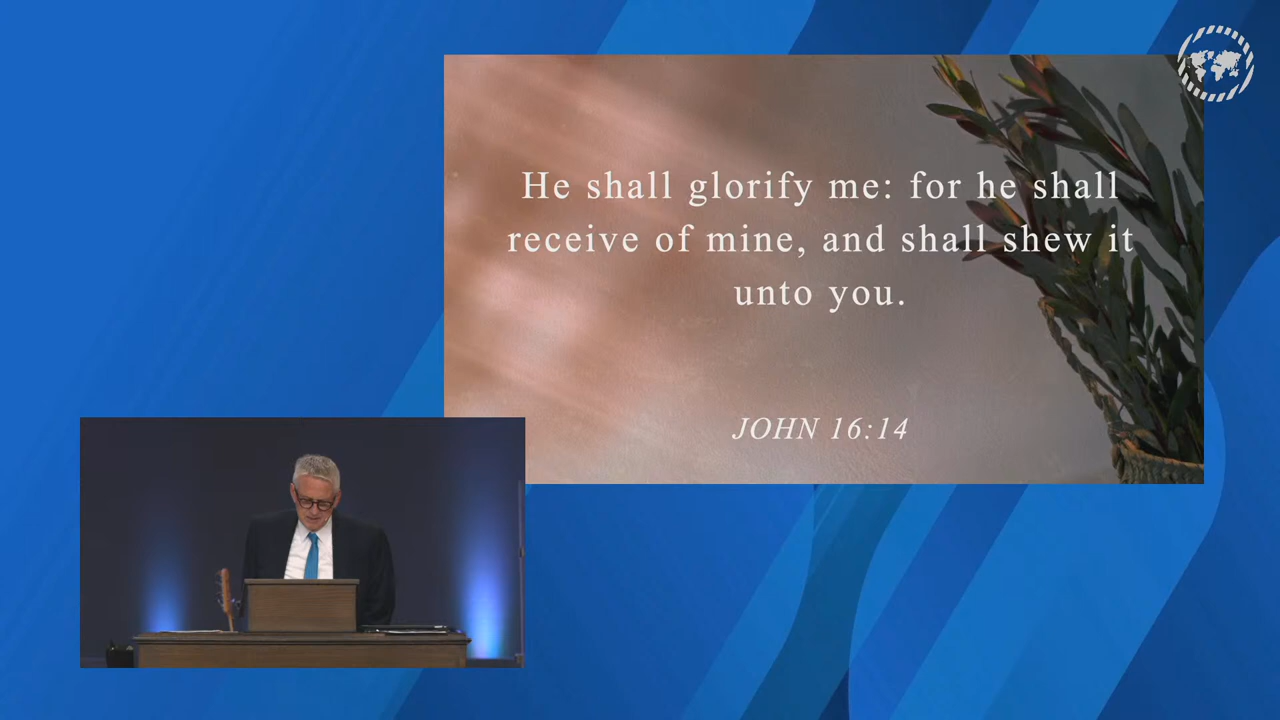 He shall glorify me: for he shall
receive of mine, and shall shew it
unto you.
JOHN 16:14